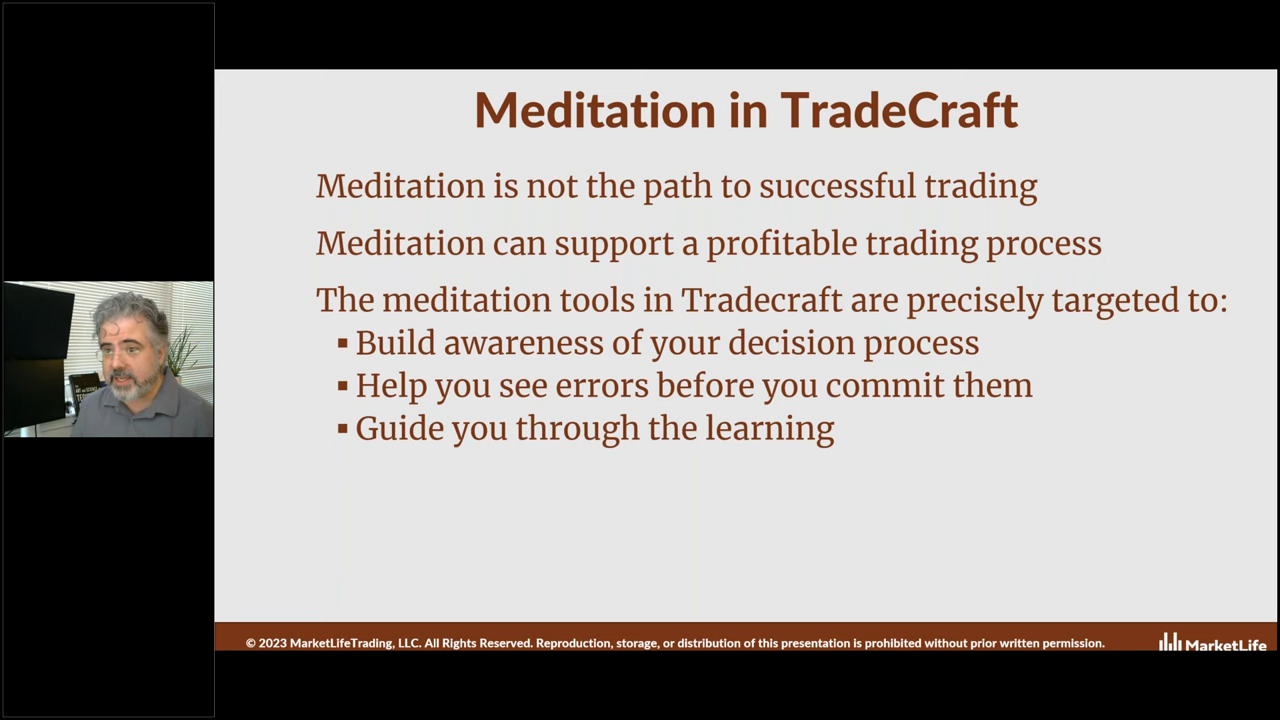 Meditation in TradeCraft
Meditation is not the path to successful trading
Meditation can support a profitable trading process
The meditation tools in Tradecraft are precisely targeted to:
▪ Build awareness of your decision process
▪ Help you see errors before you commit them
▪ Guide you through the learning
© 2023 MarketLifeTrading, LLC. All Rights Reserved. Reproduction, storage, or distribution of this presentation is prohibited without prior written permission.
MarketLife